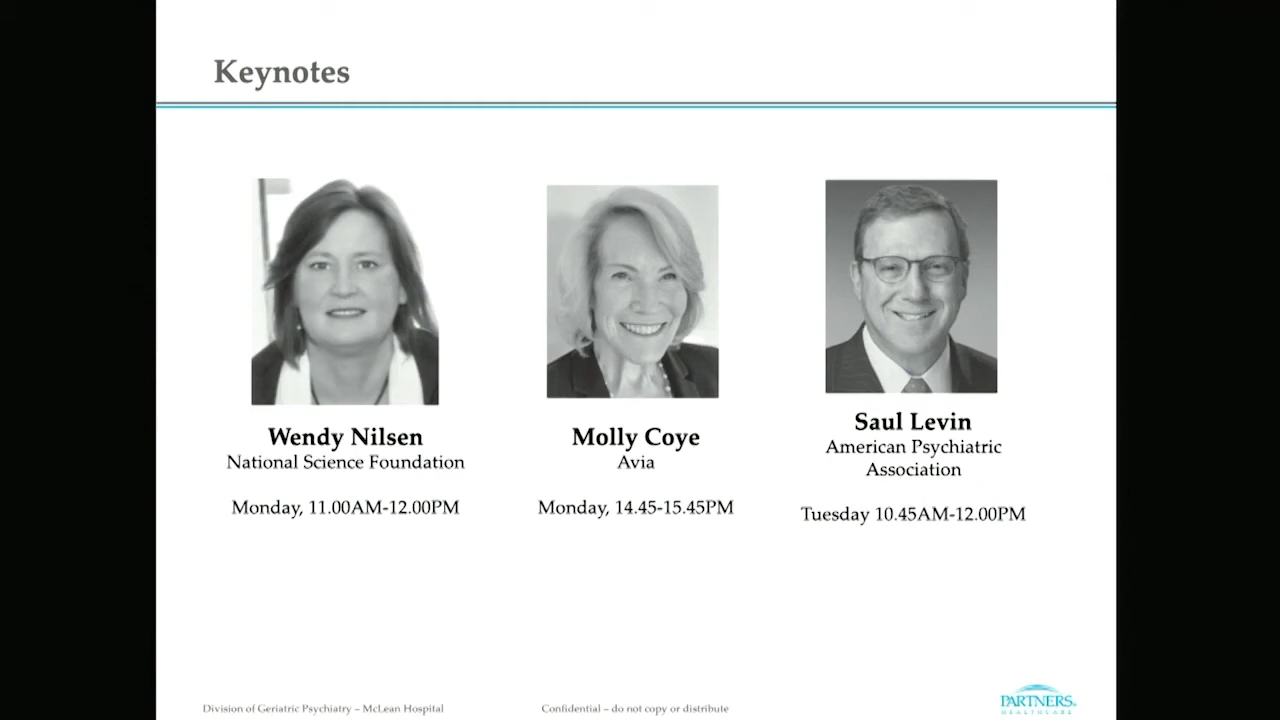 Keynotes
Wendy Nilsen
National Science Foundation
Monday, 11.00AM-12.00PM
Molly Coye
Avia
Monday, 14.45-15.45PM
Saul Levin
American Psychiatric
Association
Tuesday 10.45AM-12.00PM
Division of Geriatric Psychiatry – McLean Hospital
Confidential – do not copy or distribute
PARTNERS.
HEALTHCARE